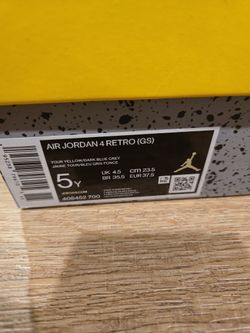 AIR JORDAN 4 RETRO (GS)
TOUR YELLOW/DARK BLUE GREY
JAUNE TOUR/BLEU GRIS FONCE
5Y
UK 4.5 cm 23.5
BR 35.5 EUR 37.5
408452 700